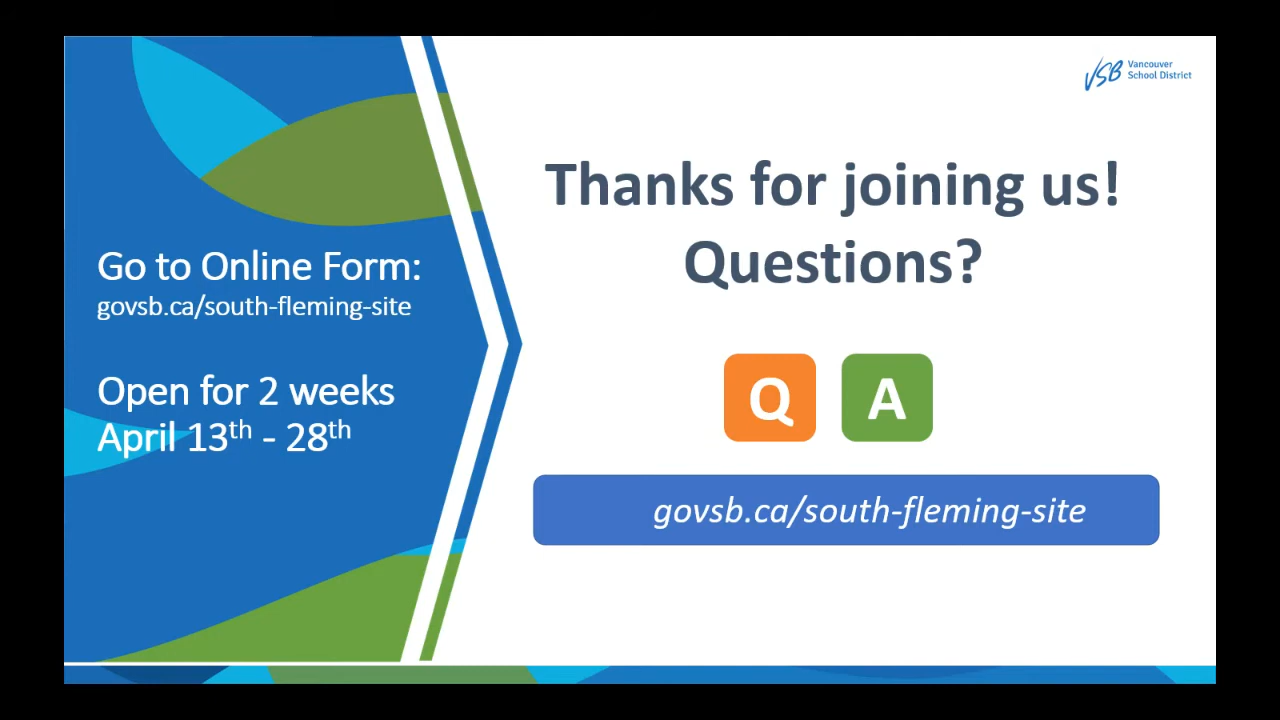 VSB Vancouver
School District
Thanks for joining us!
Questions?
Go to Online Form:
govsb.ca/south-fleming-site
Open for 2 weeks
April 13th - 28th
Q A
govsb.ca/south-fleming-site